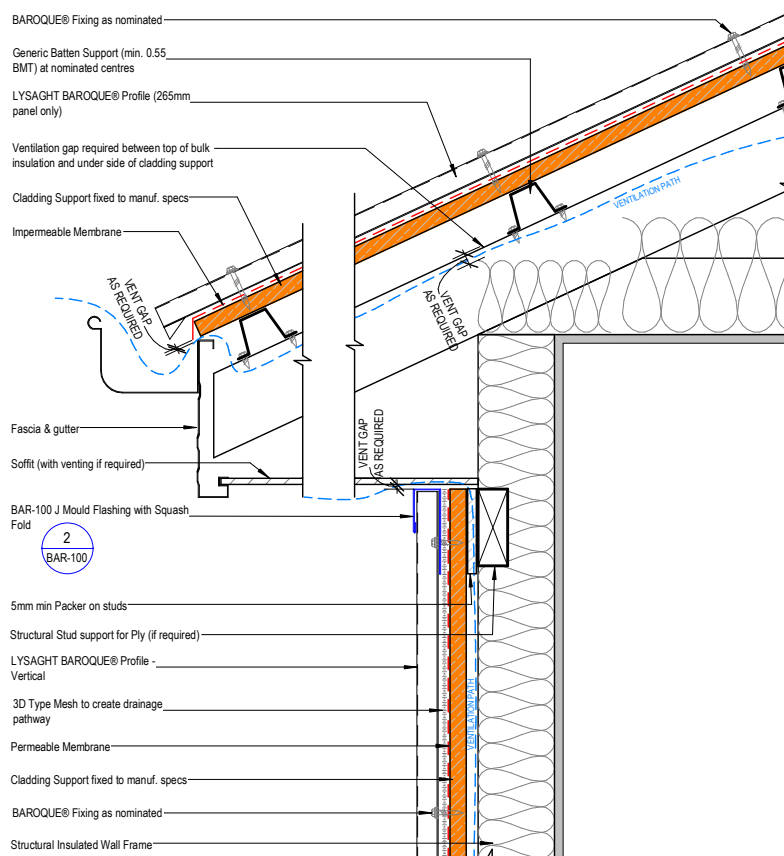 BAROQUE® Fixing as nominated
Generic Batten Support (min. 0.55
BMT) at nominated centres
LYSAGHT BAROQUE® Profile (265mm
panel only)
Ventilation gap required between top of bulk
insulation and under side of cladding support
Cladding Support fixed to manuf. specs
Impermeable Membrane
VENT GAP
AS REQUIRED
VENT GAP
AS REQUIRED
VENTILATION PATH
Fascia & gutter
Soffit (with venting if required)
VENT GAP
AS REQUIRED
BAR-100 J Mould Flashing with Squash
Fold
2
BAR-100
5mm min Packer on studs
Structural Stud support for Ply (if required)
LYSAGHT BAROQUE® Profile -
Vertical
3D Type Mesh to create drainage
pathway
VENTILATION PATH
Permeable Membrane
Cladding Support fixed to manuf. specs
BAROQUE® Fixing as nominated
Structural Insulated Wall Frame